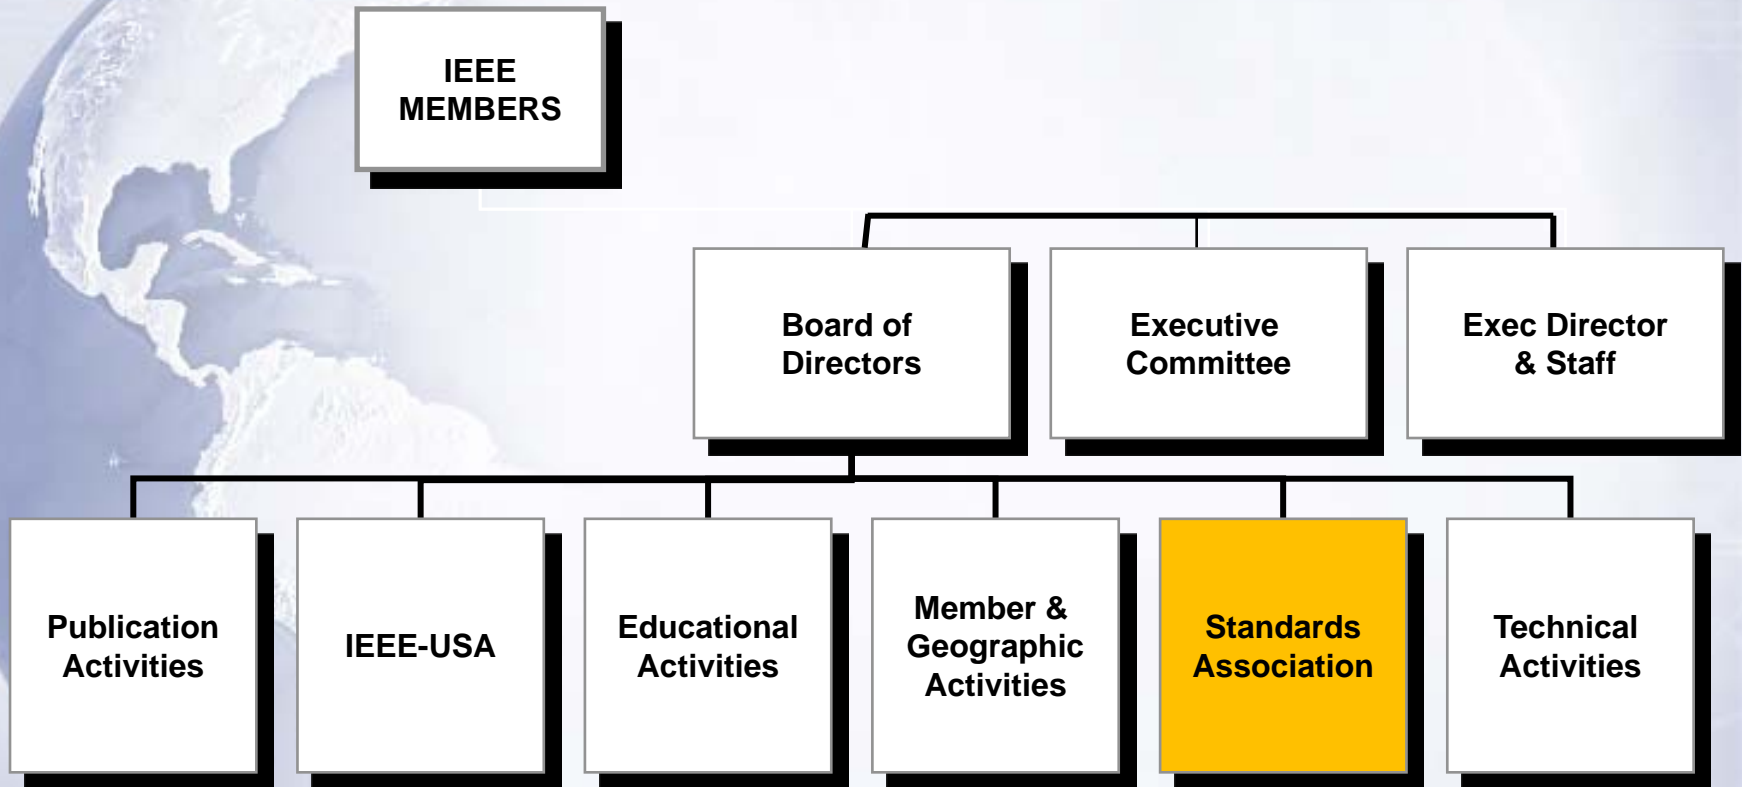 IEEE
MEMBERS
Board of
Directors
Executive
Committee
Exec Director
& Staff
Publication
Activities
IEEE-USA
Educational
Activities
Member &
Geographic
Activities
Standards
Association
Technical
Activities